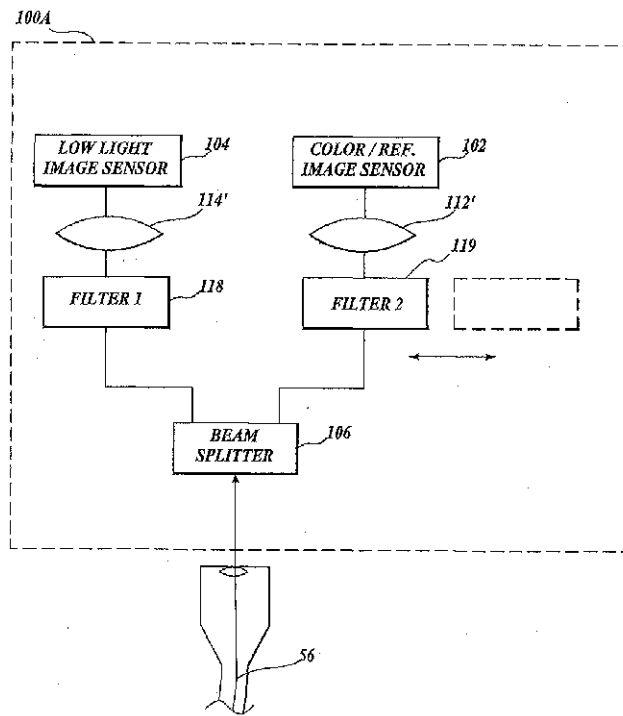 100A
LOW LIGHT
IMAGE SENSOR
104
COLOR / REF.
IMAGE SENSOR
102
114'
112'
119
FILTER 1
118
FILTER 2
BEAM
SPLITTER
106
56